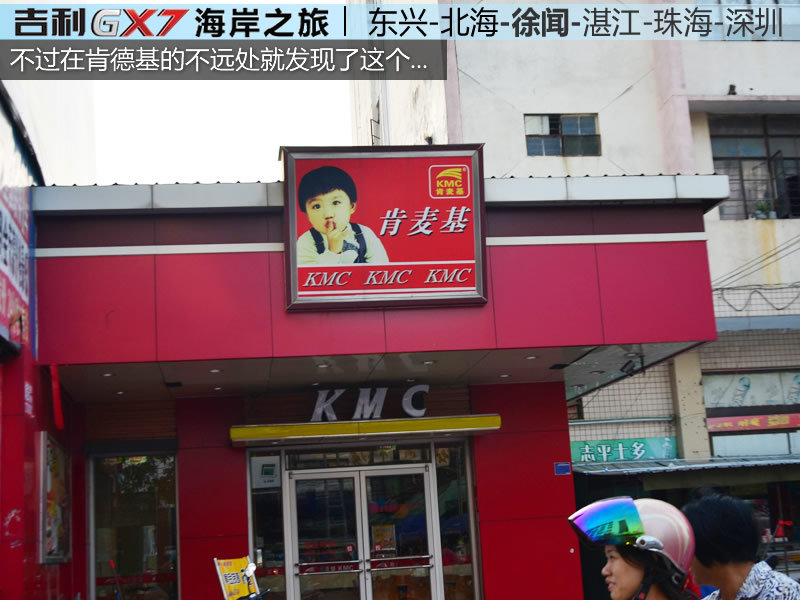 吉利GX7 海岸之旅 | 东兴-北海-徐闻-湛江-珠海-深圳
不过在肯德基的不远处就发现了这个...
KMC®
肯麦基
肯麦基
KMC KMC KMC
KMC
志平士多